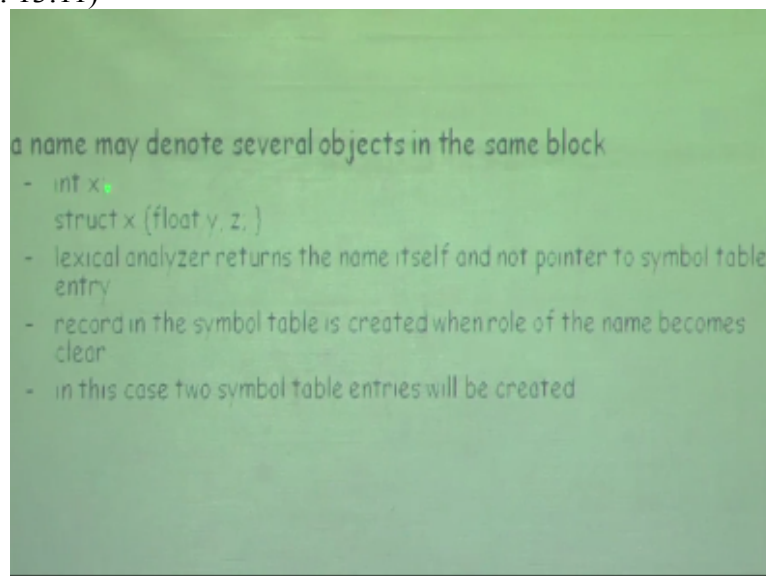 : 15:11)
a name may denote several objects in the same block
- int x;
struct x {float y, z; }
- lexical analyzer returns the name itself and not pointer to symbol table
entry
- record in the symbol table is created when role of the name becomes
clear
- in this case two symbol table entries will be created